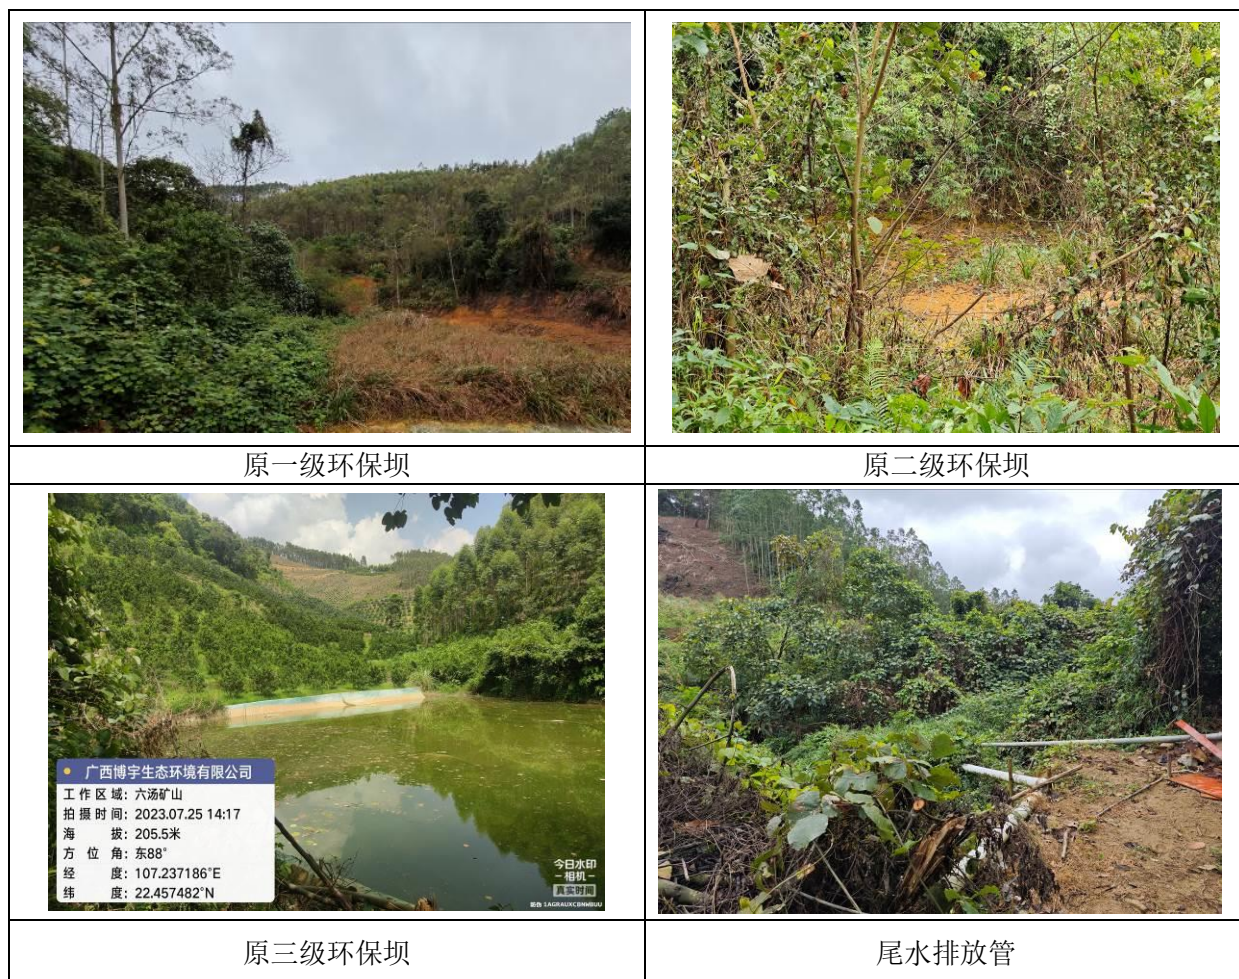 原一级环保坝
原二级环保坝
广西博宇生态环境有限公司
工作区域：六汤矿山
拍摄时间：2023.07.25 14:17
海 拔：205.5米
方位角：东88°
经 度：107.237186°E
纬 度：22.457482°N
今日水印
相机
真实时间
防伪 1AGRAUXCBNWBUU
原三级环保坝
尾水排放管